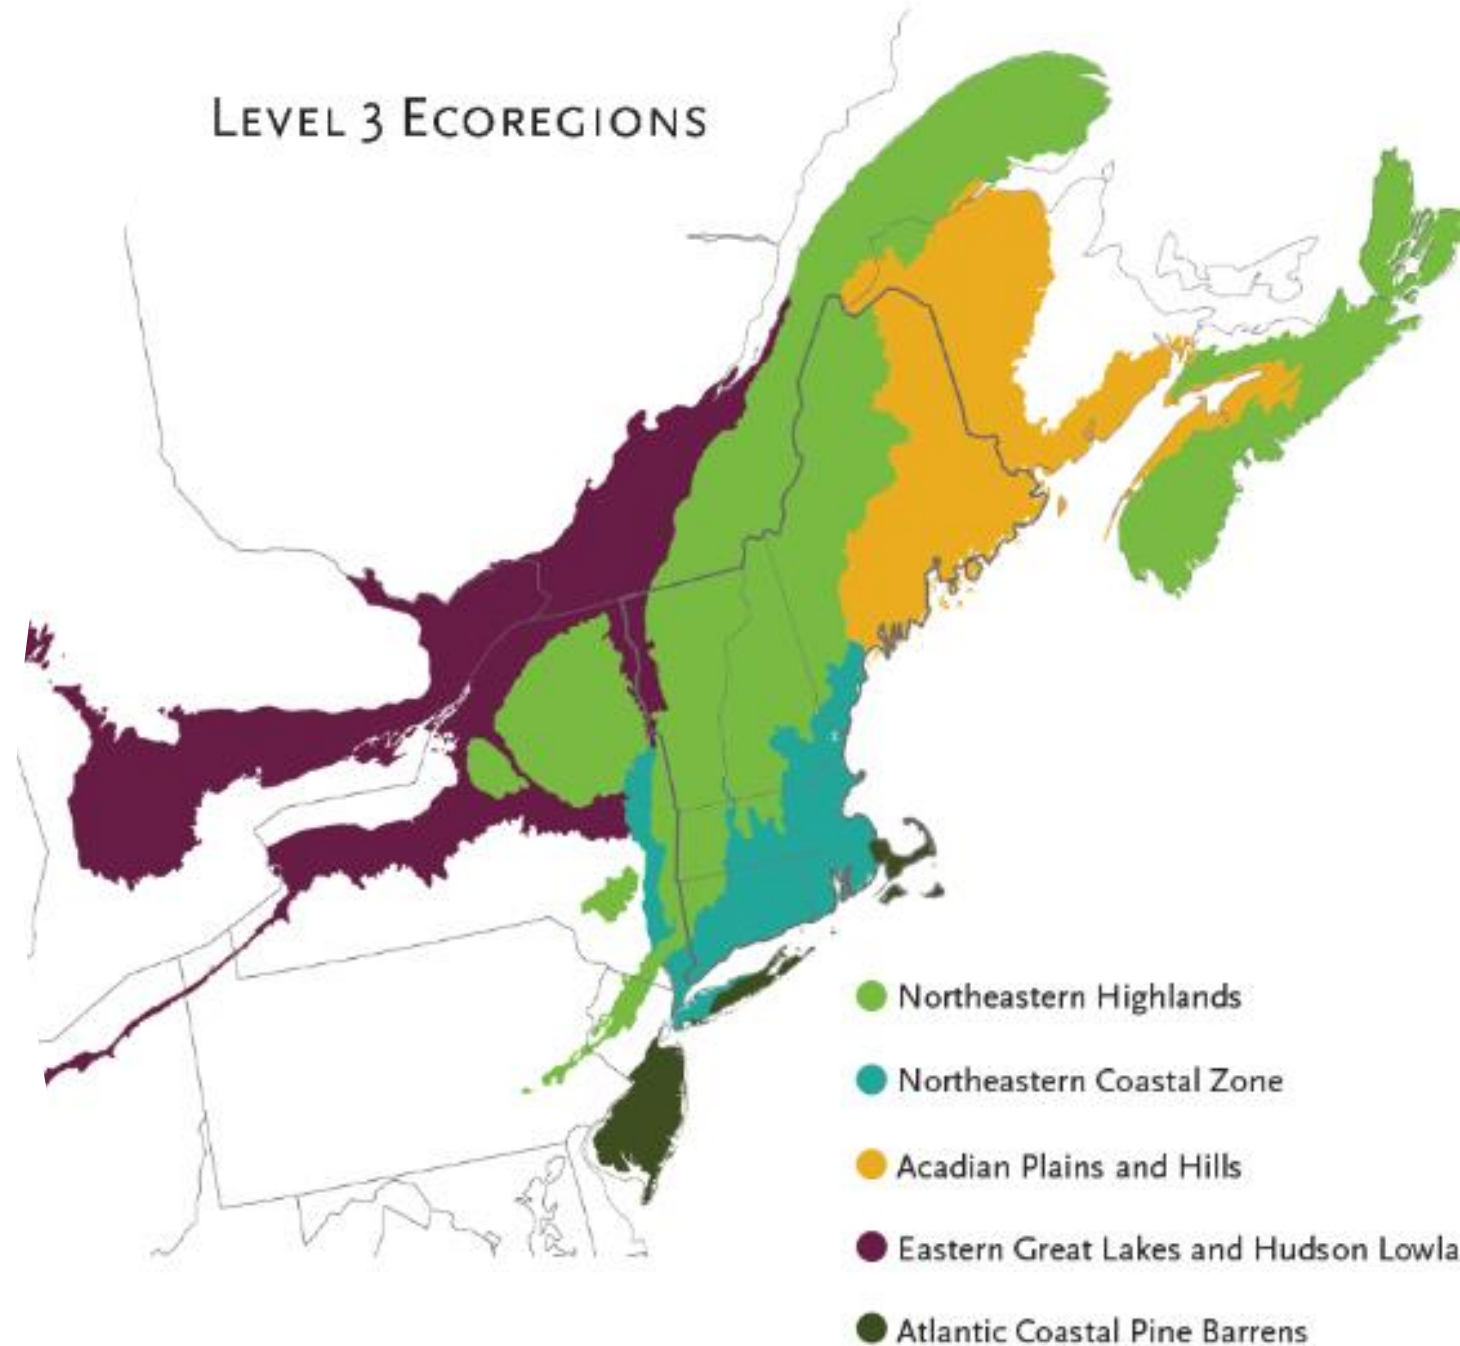 LEVEL 3 ECOREGIONS
Northeastern Highlands
Northeastern Coastal Zone
Acadian Plains and Hills
Eastern Great Lakes and Hudson Lowla
Atlantic Coastal Pine Barrens